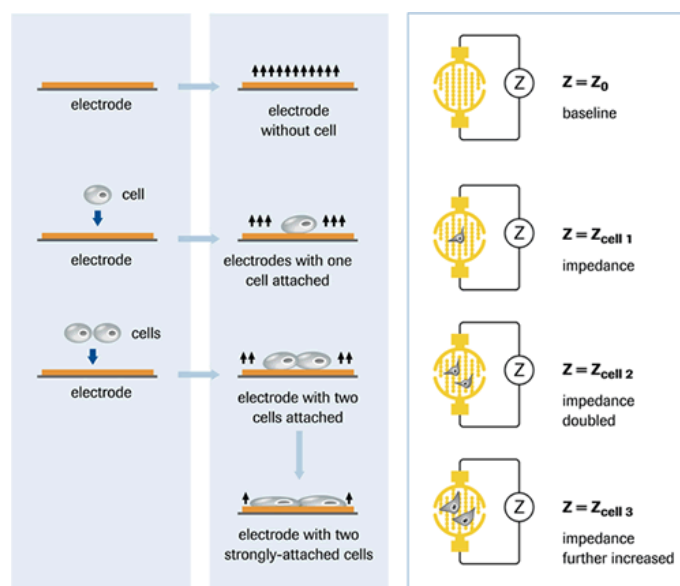 electrode
electrode
without cell
Z
Z = Z0
baseline
cell
electrode
electrodes with one
cell attached
Z
Z = Zcell 1
impedance
cells
electrode
electrode with two
cells attached
Z
Z = Zcell 2
impedance
doubled
electrode with two
strongly-attached cells
Z
Z = Zcell 3
impedance
further increased